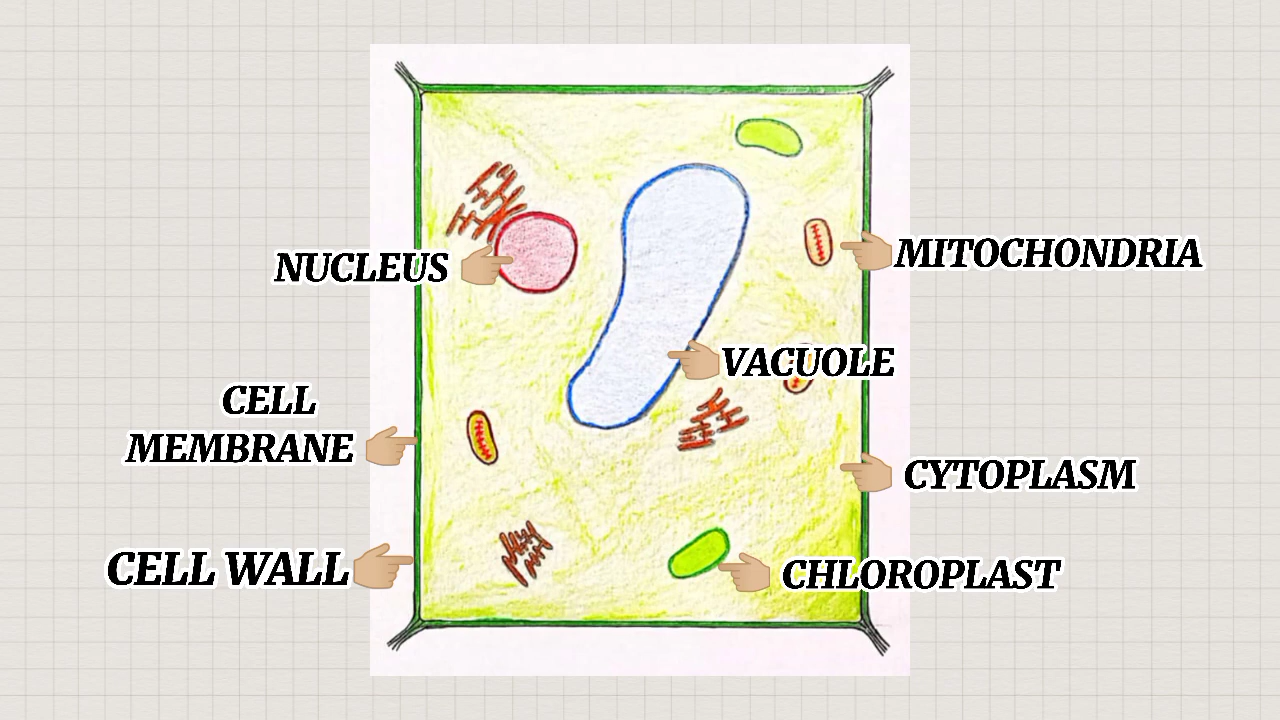 NUCLEUS
MITOCHONDRIA
VACUOLE
CELL
MEMBRANE
CYTOPLASM
CELL WALL
CHLOROPLAST